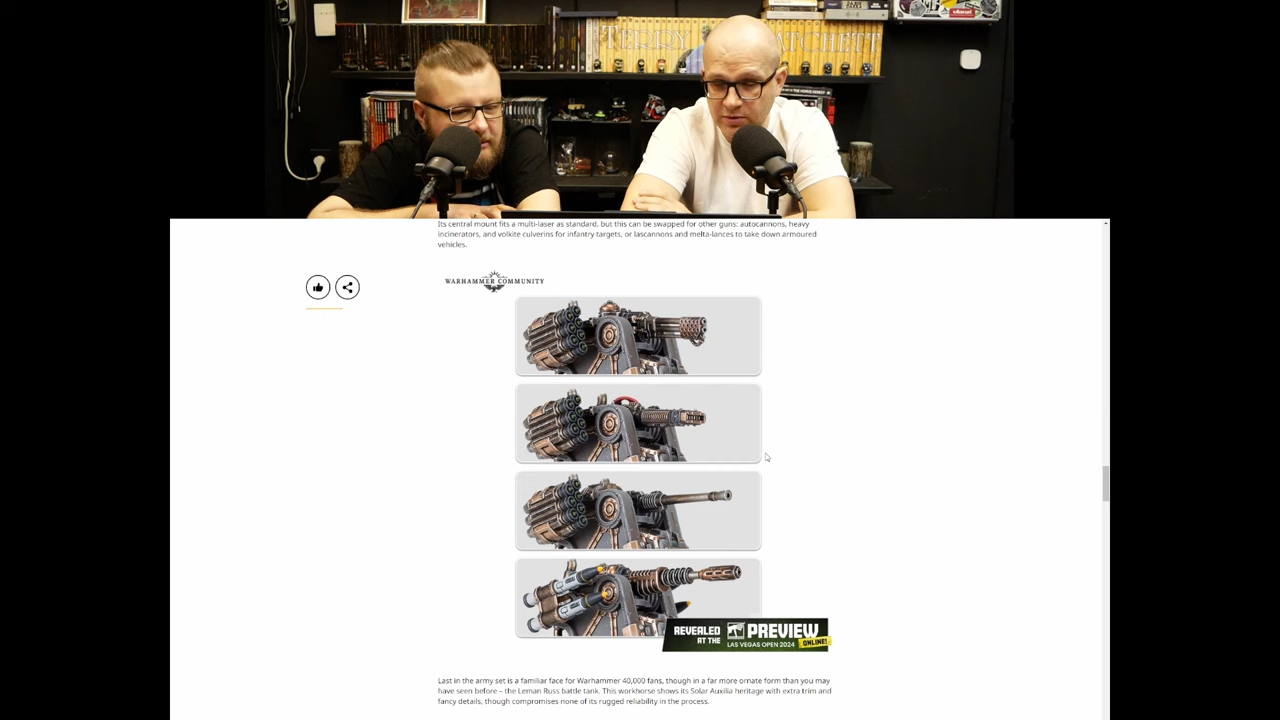 TERRY PRATCHETT
Its central mount fits a multi-laser as standard, but this can be swapped for other guns: autocannons, heavy
incinerators, and volkite culverins for infantry targets, or lascannons and melta-lances to take down armoured
vehicles.
WARHAMMER COMMUNITY
REVEALED
AT THE
PREVIEW
LAS VEGAS OPEN 2024
ONLINE!
Last in the army set is a familiar face for Warhammer 40,000 fans, though in a far more ornate form than you may
have seen before – the Leman Russ battle tank. This workhorse shows its Solar Auxilia heritage with extra trim and
fancy details, though compromises none of its rugged reliability in the process.